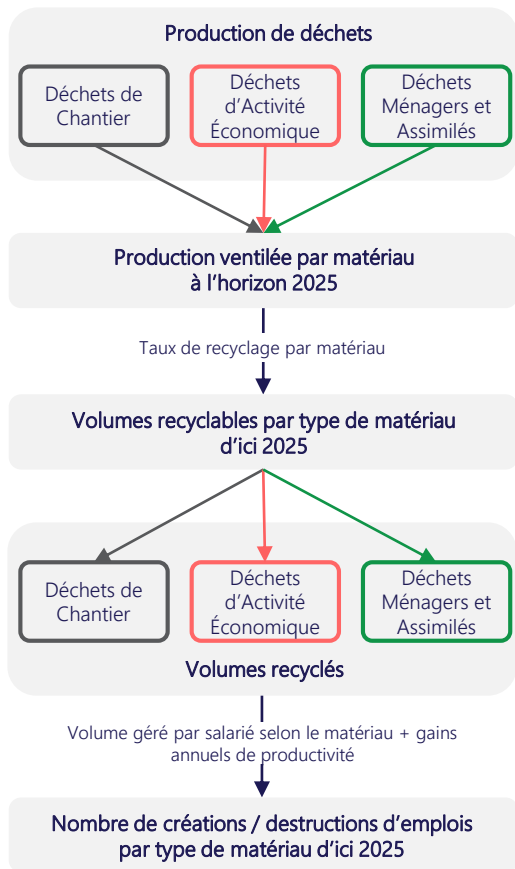 Production de déchets
Déchets de
Chantier
Déchets
d'Activité
Économique
Déchets
Ménagers et
Assimilés
Production ventilée par matériau
à l'horizon 2025
Taux de recyclage par matériau
Volumes recyclables par type de matériau
d'ici 2025
Déchets de
Chantier
Déchets
d'Activité
Économique
Déchets
Ménagers et
Assimilés
Volumes recyclés
Volume géré par salarié selon le matériau + gains
annuels de productivité
Nombre de créations / destructions d'emplois
par type de matériau d'ici 2025